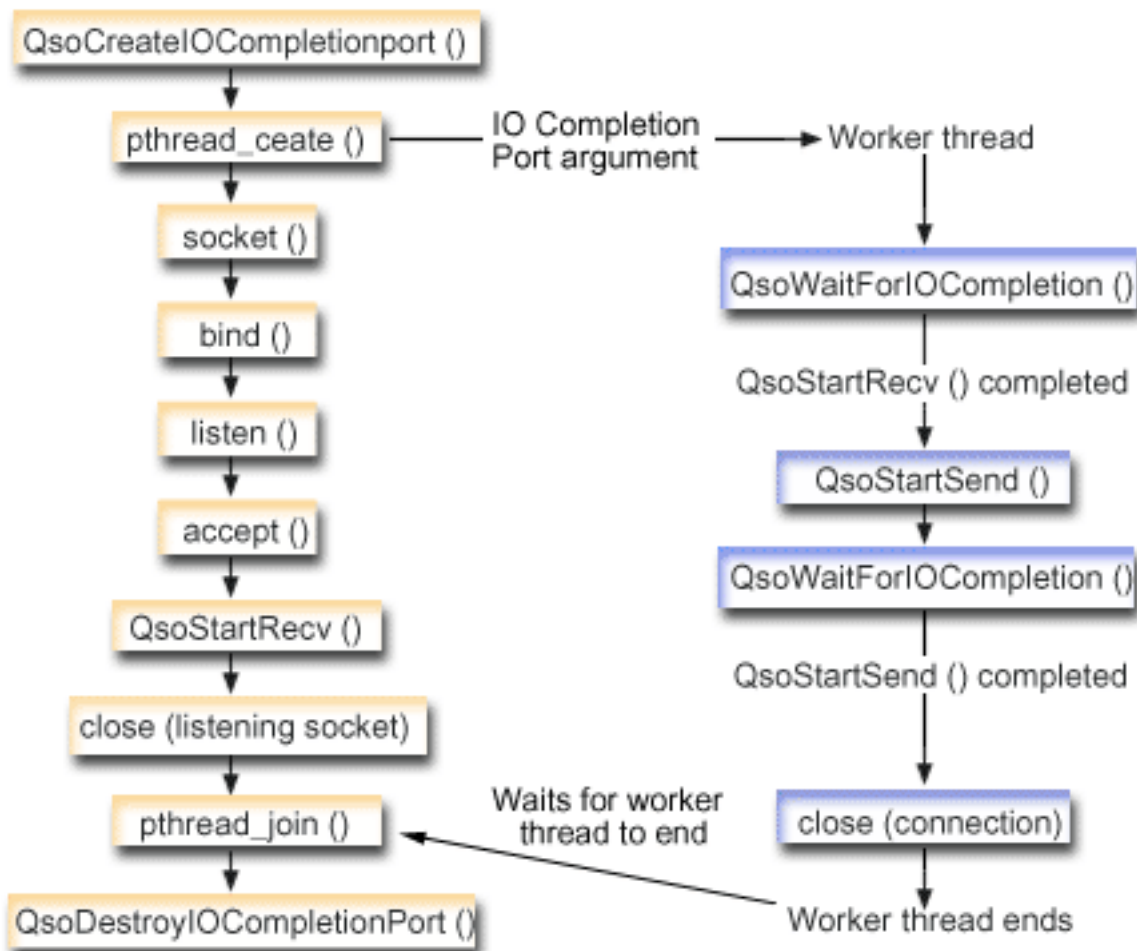 QsoCreateIOCompletionport ()
pthread_ceate ()
IO Completion
Port argument
Worker thread
socket ()
bind ()
listen ()
accept ()
QsoStartRecv ()
close (listening socket)
pthread_join ()
QsoDestroyIOCompletionPort ()
QsoWaitForIOCompletion ()
QsoStartRecv () completed
QsoStartSend ()
QsoWaitForIOCompletion ()
QsoStartSend () completed
close (connection)
Worker thread ends
Waits for worker
thread to end